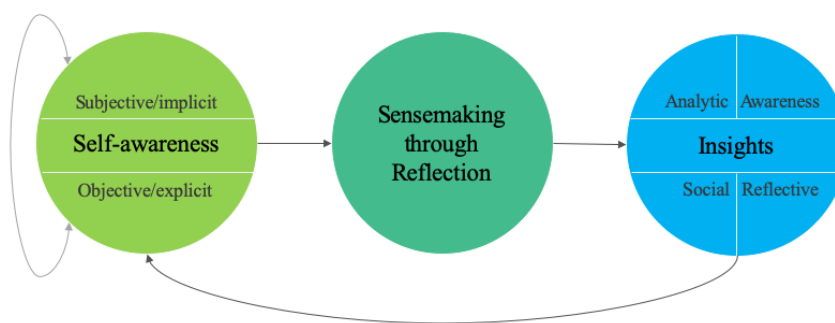 Subjective/implicit
Self-awareness
Objective/explicit
Sensemaking
through
Reflection
Analytic
Awareness
Insights
Social
Reflective